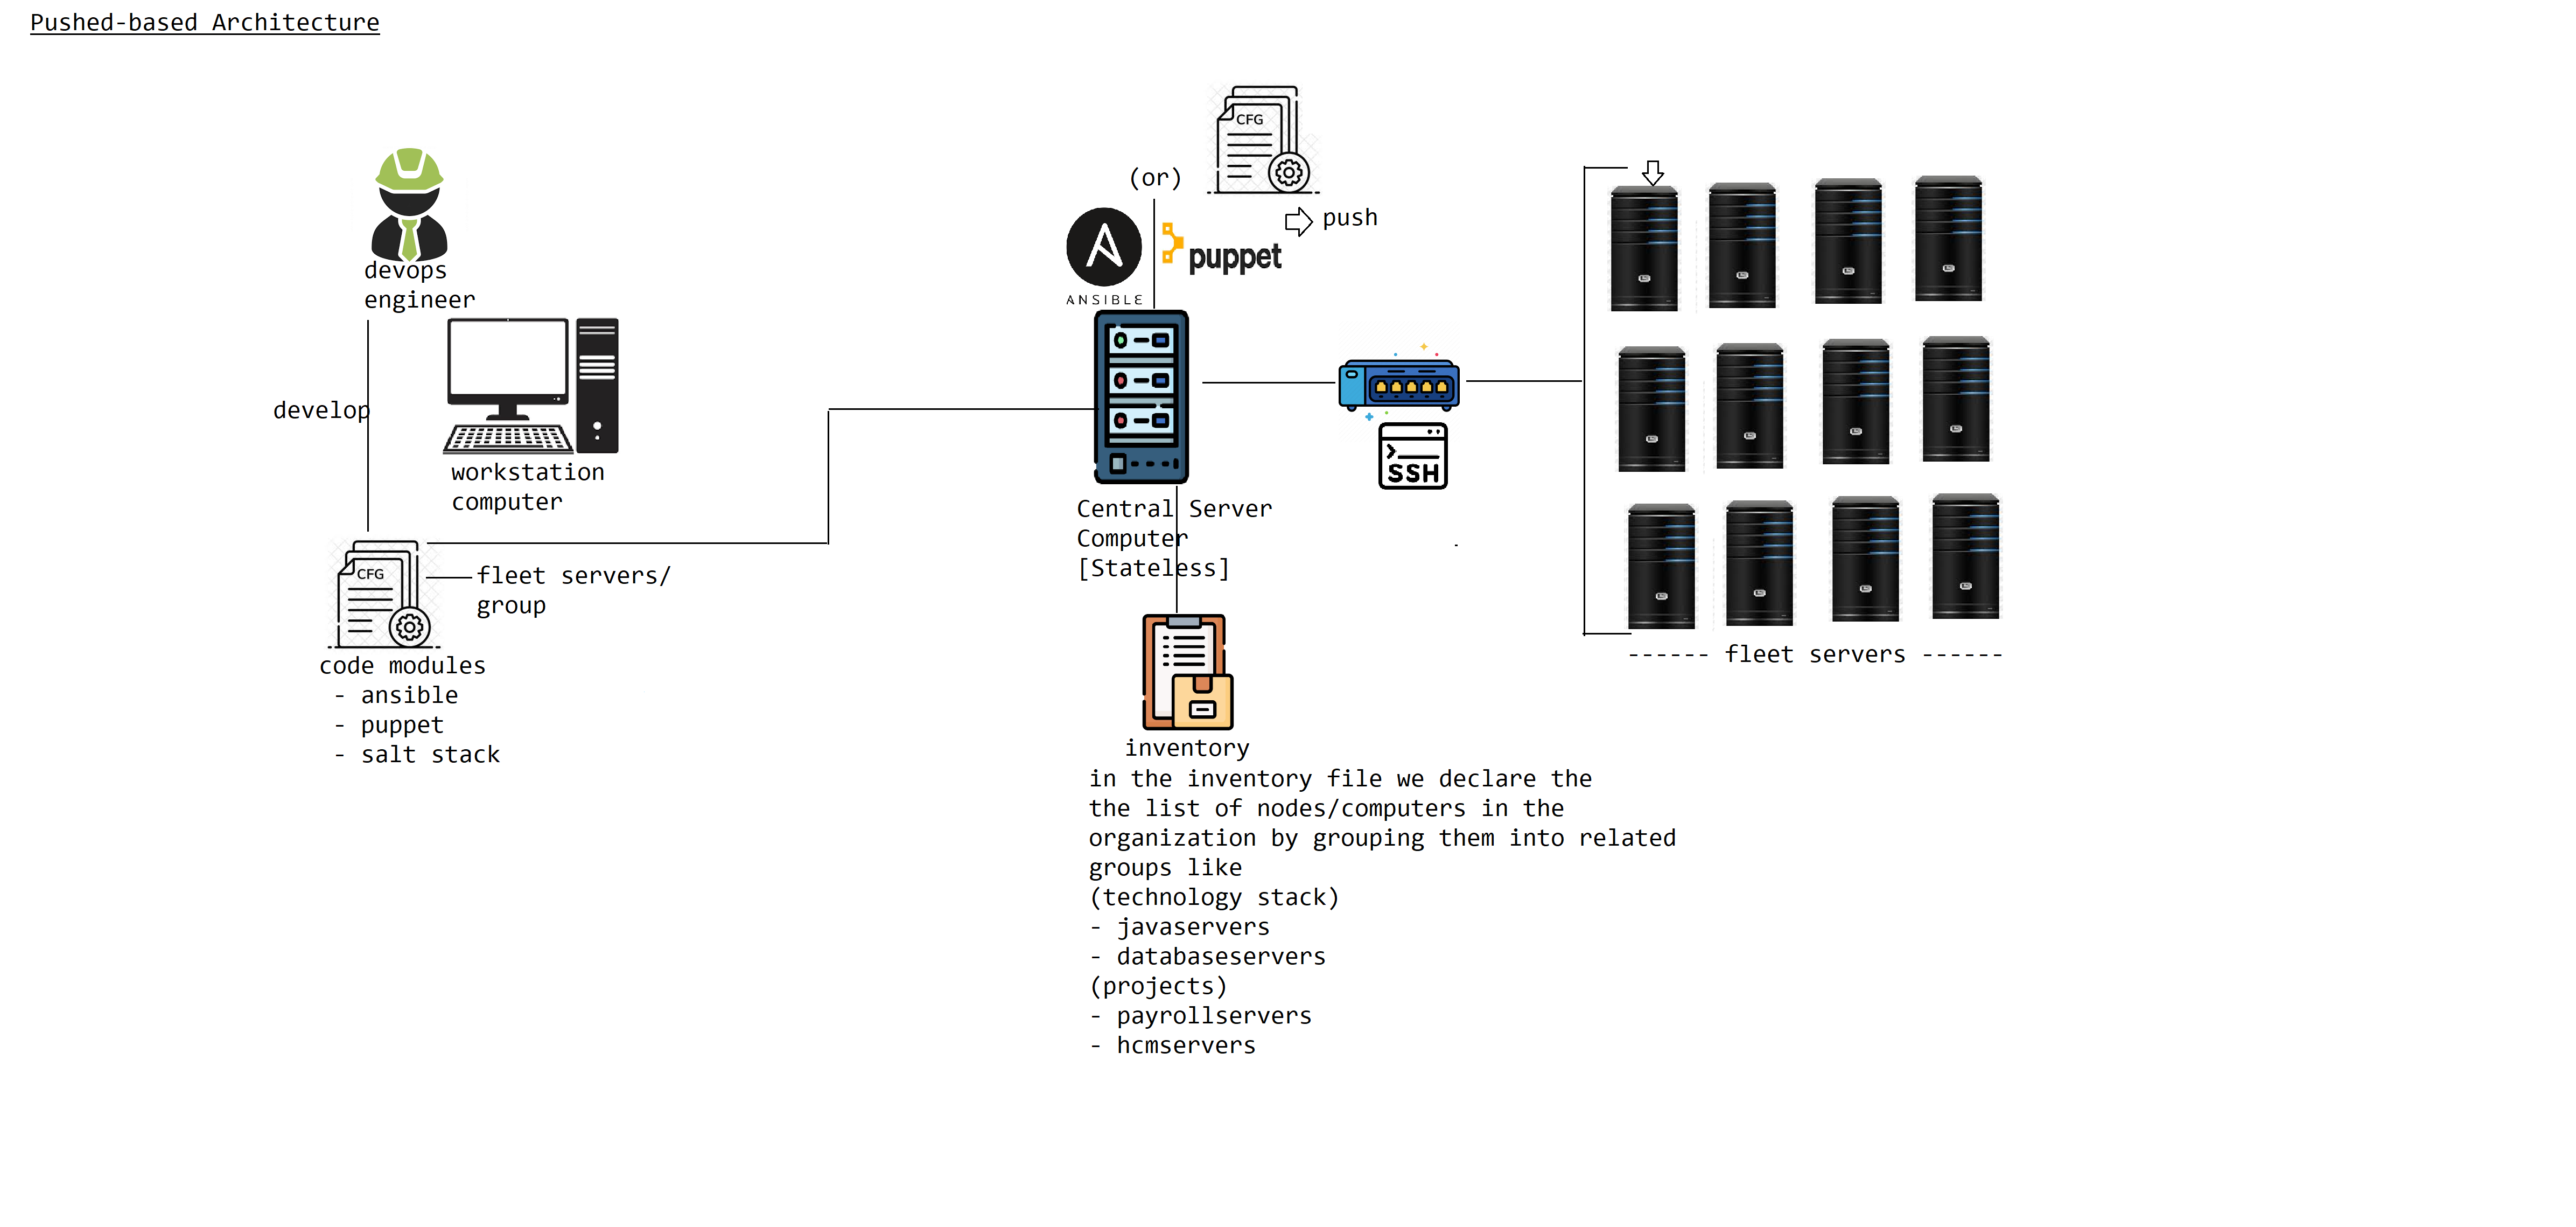 Pushed-based Architecture
CFG
(or)
push
ANSIBLE
puppet
devops
engineer
develop
workstation
computer
SSH
Central Server
Computer
[Stateless]
CFG
fleet servers/
group
code modules
- ansible
- puppet
- salt stack
------ fleet servers ------
inventory
in the inventory file we declare the
the list of nodes/computers in the
organization by grouping them into related
groups like
(technology stack)
- javaservers
- databaseservers
(projects)
- payrollservers
- hcmservers